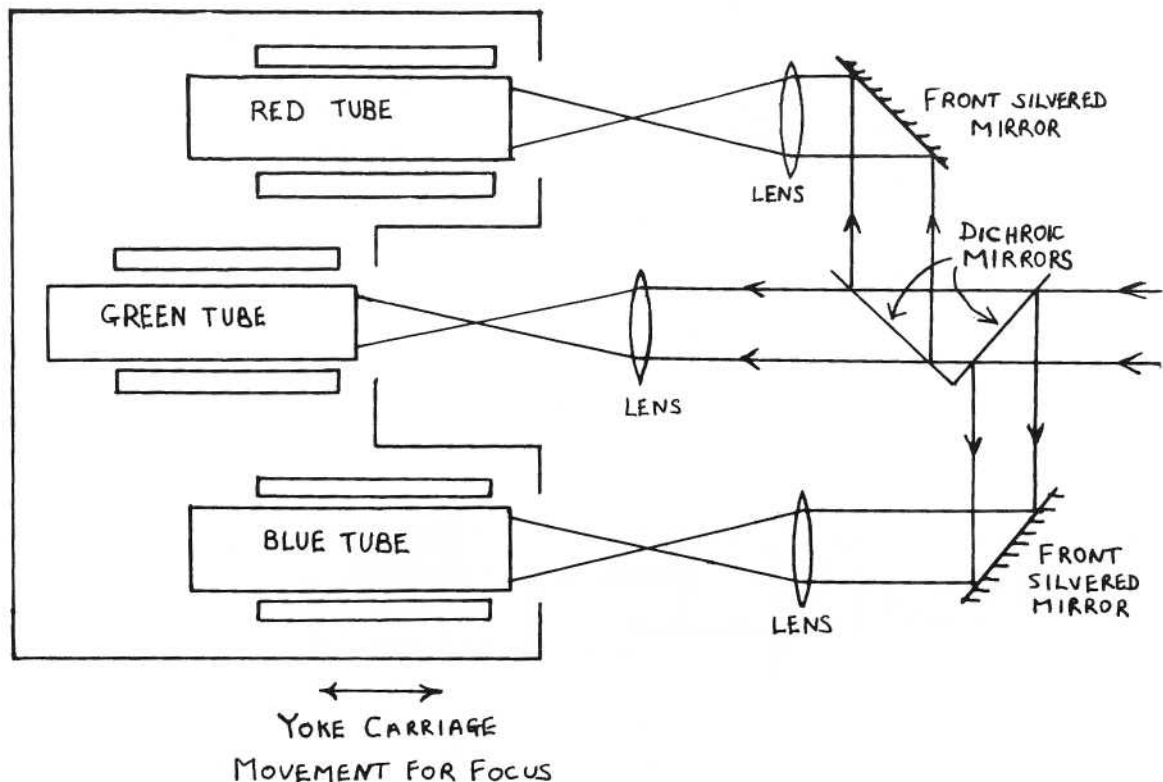 RED TUBE
FRONT SILVERED
MIRROR
LENS
DICHROIC
MIRRORS
GREEN TUBE
LENS
BLUE TUBE
FRONT
SILVERED
MIRROR
LENS
YOKE CARRIAGE
MOVEMENT FOR FOCUS